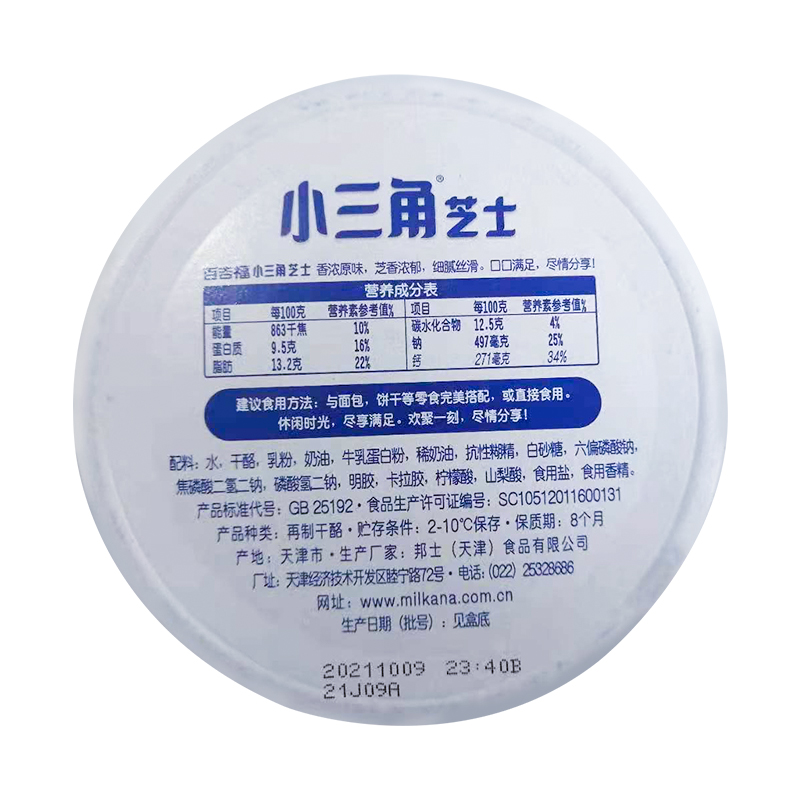 小三角®芝士
百吉福小三角芝士 香浓原味，芝香浓郁，细腻丝滑。口口满足，尽情分享！
营养成分表
项目 每100克 营养素参考值% 项目 每100克 营养素参考值%
能量 863千焦 10% 碳水化合物 12.5克 4%
蛋白质 9.5克 16% 钠 497毫克 25%
脂肪 13.2克 22% 钙 271毫克 34%
建议食用方法：与面包，饼干等零食完美搭配，或直接食用。
休闲时光，尽享满足。欢聚一刻，尽情分享！
配料：水，干酪，乳粉，奶油，牛乳蛋白粉，稀奶油，抗性糊精，白砂糖，六偏磷酸钠，
焦磷酸二氢二钠，磷酸氢二钠，明胶，卡拉胶，柠檬酸，山梨酸，食用盐，食用香精。
产品标准代号：GB 25192·食品生产许可证编号：SC10512011600131
产品种类：再制干酪·贮存条件：2-10℃保存·保质期：8个月
产地：天津市·生产厂家：邦士（天津）食品有限公司
厂址：天津经济技术开发区睦宁路72号·电话：(022) 25328686
网址：www.milkana.com.cn
生产日期（批号）：见盒底
20211009 23:40B
21J09A